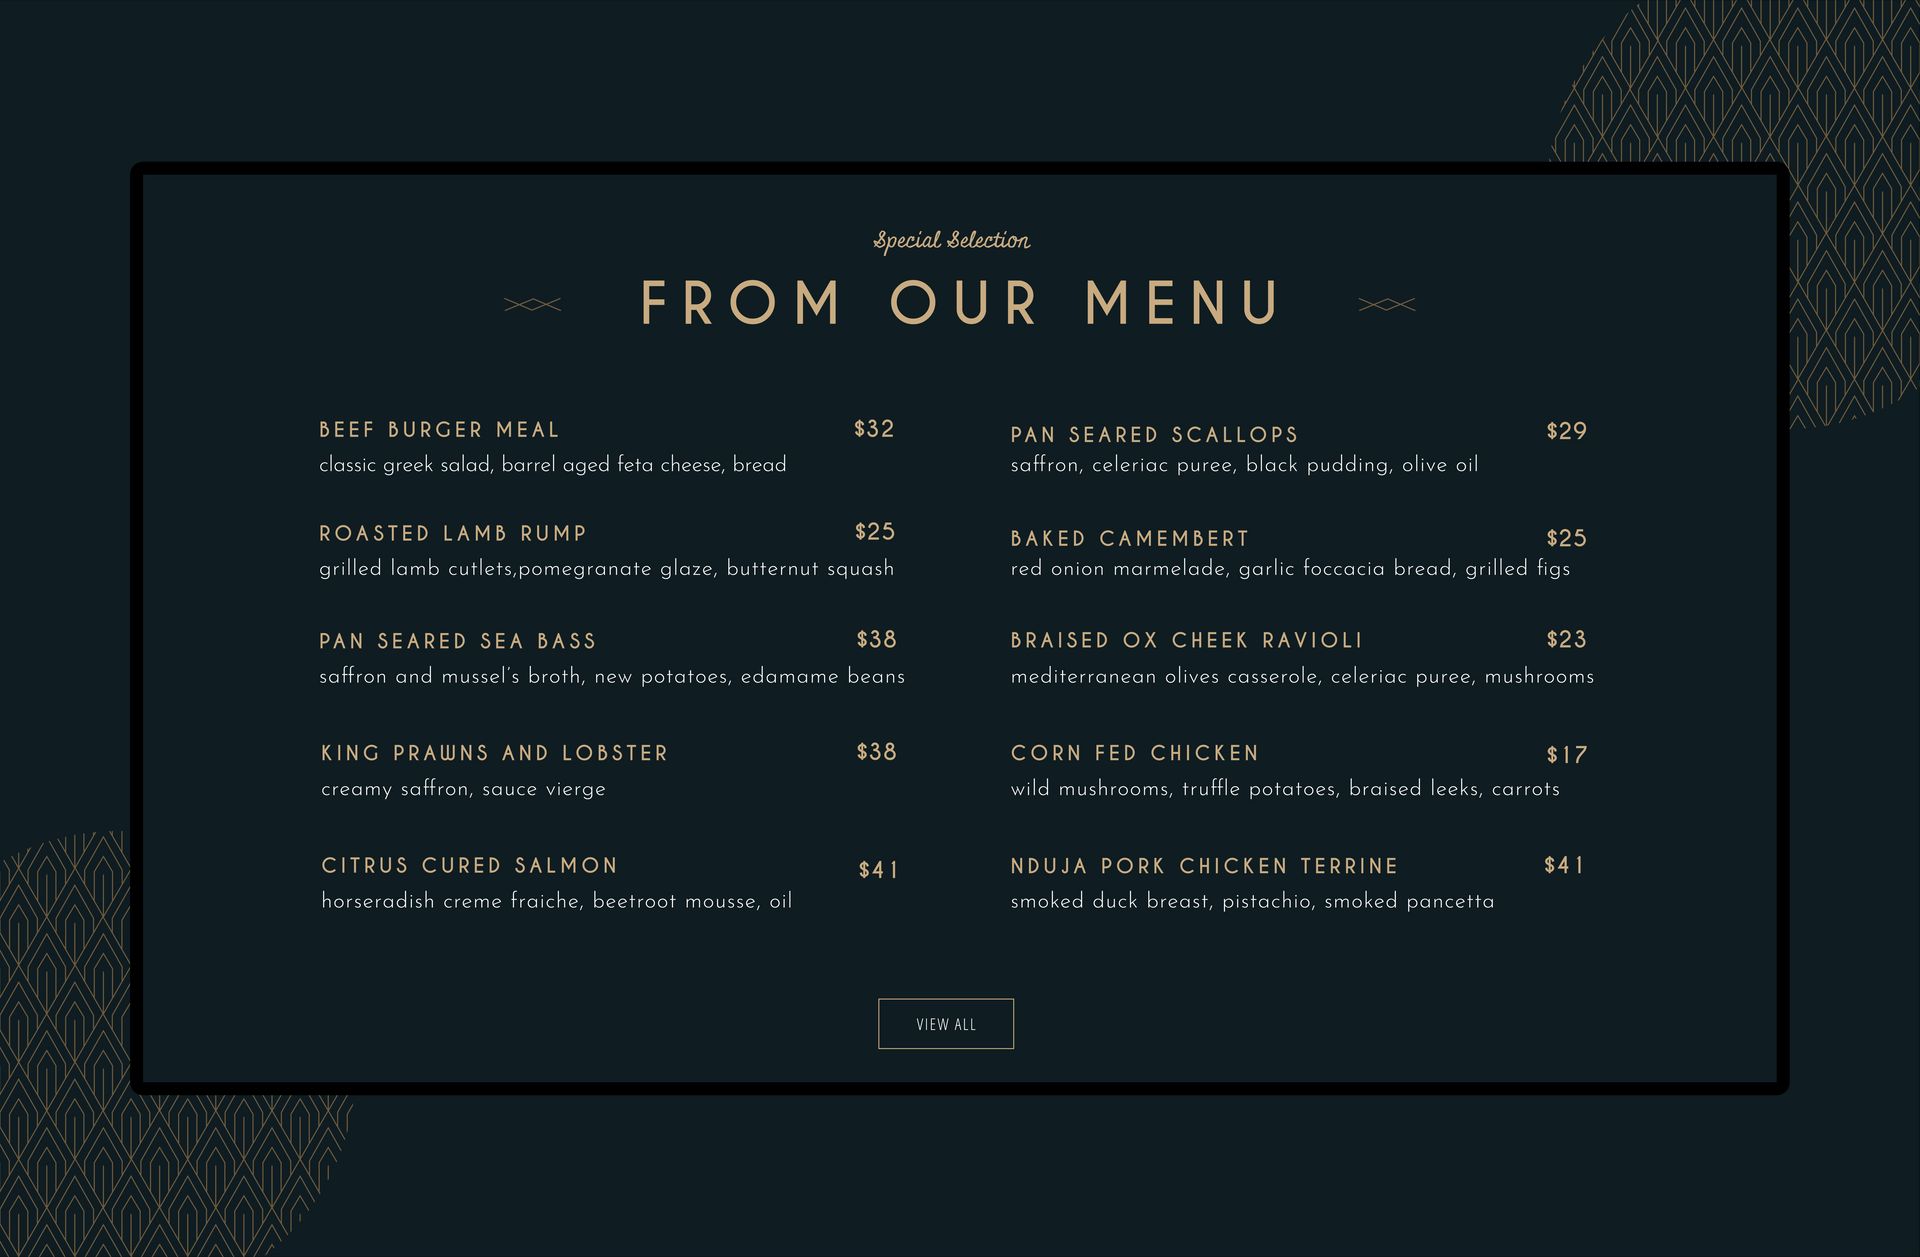 Special Selection
FROM OUR MENU
BEEF BURGER MEAL $32
classic greek salad, barrel aged feta cheese, bread
ROASTED LAMB RUMP $25
grilled lamb cutlets,pomegranate glaze, butternut squash
PAN SEARED SEA BASS $38
saffron and mussel's broth, new potatoes, edamame beans
KING PRAWNS AND LOBSTER $38
creamy saffron, sauce vierge
CITRUS CURED SALMON $41
horseradish creme fraiche, beetroot mousse, oil
PAN SEARED SCALLOPS $29
saffron, celeriac puree, black pudding, olive oil
BAKED CAMEMBERT $25
red onion marmelade, garlic foccacia bread, grilled figs
BRAISED OX CHEEK RAVIOLI $23
mediterranean olives casserole, celeriac puree, mushrooms
CORN FED CHICKEN $17
wild mushrooms, truffle potatoes, braised leeks, carrots
NDUJA PORK CHICKEN TERRINE $41
smoked duck breast, pistachio, smoked pancetta
VIEW ALL